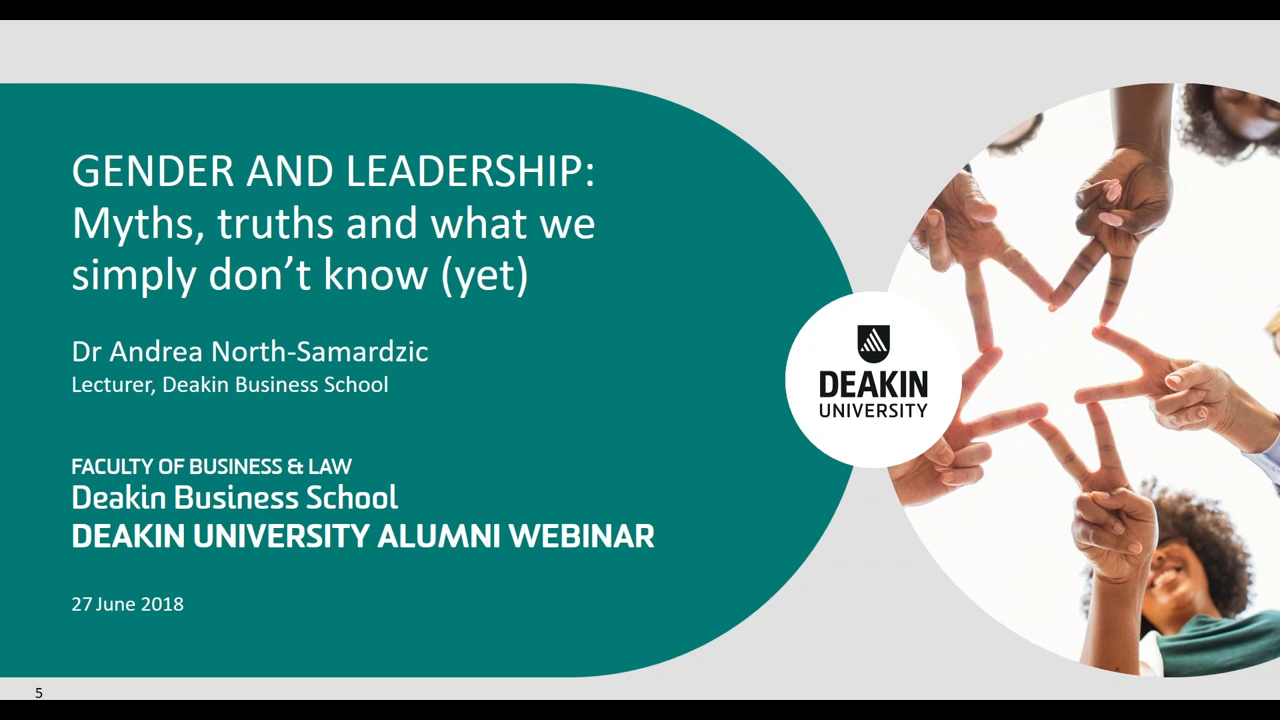 GENDER AND LEADERSHIP:
Myths, truths and what we
simply don’t know (yet)
Dr Andrea North-Samardzic
Lecturer, Deakin Business School
FACULTY OF BUSINESS & LAW
Deakin Business School
DEAKIN UNIVERSITY ALUMNI WEBINAR
27 June 2018
DEAKIN
UNIVERSITY
5